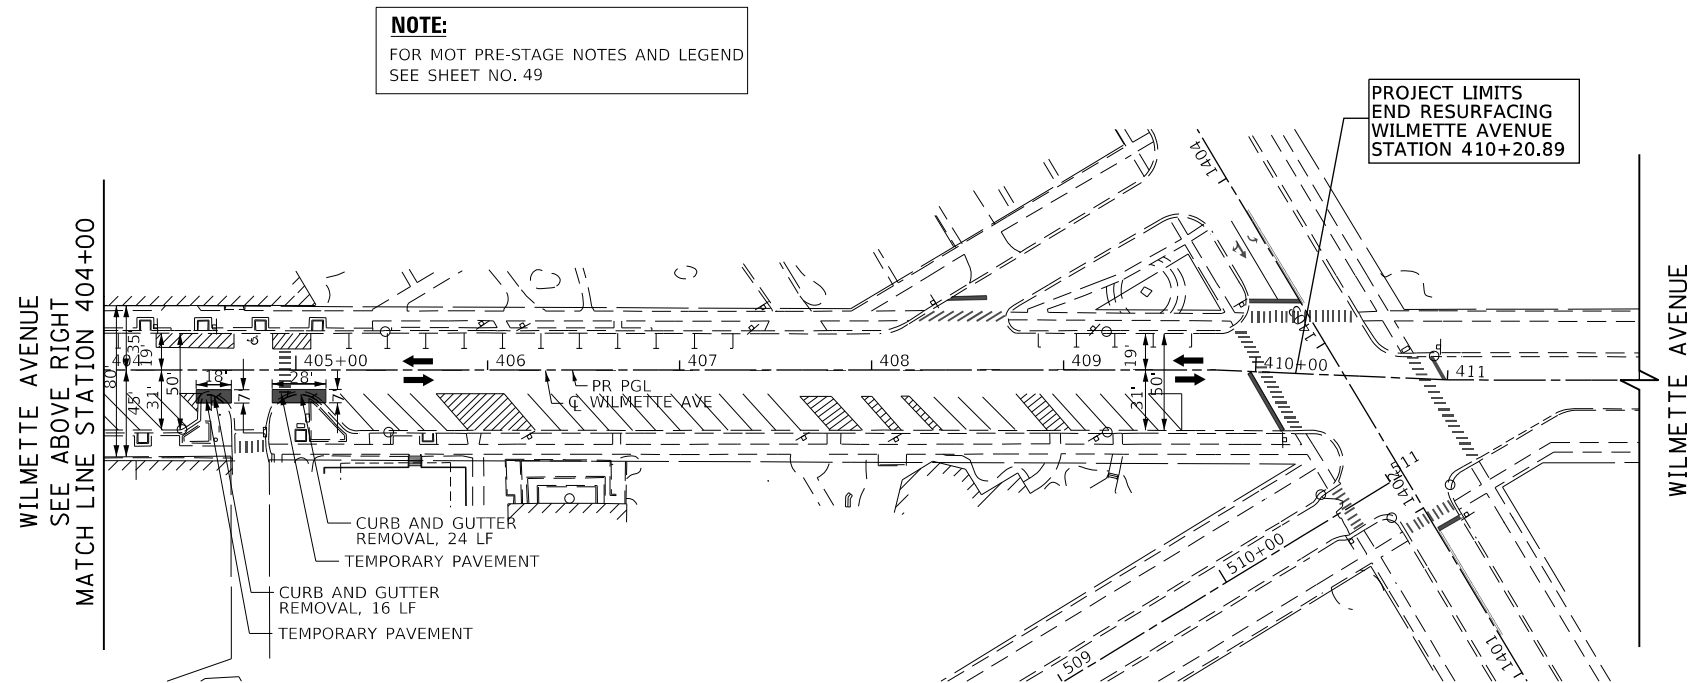 NOTE:
FOR MOT PRE-STAGE NOTES AND LEGEND
SEE SHEET NO. 49
PROJECT LIMITS
END RESURFACING
WILMETTE AVENUE
STATION 410+20.89
WILMETTE AVENUE
SEE ABOVE RIGHT
MATCH LINE STATION 404+00
80'
35'
45'
19'
31'
50'
18'
7'
28'
7'
405+00
406
407
408
409
410+00
411
PR PGL
℄ WILMETTE AVE
19'
31'
50'
1404
511
1402
1401
510+00
509
WILMETTE AVENUE
CURB AND GUTTER
REMOVAL, 24 LF
TEMPORARY PAVEMENT
CURB AND GUTTER
REMOVAL, 16 LF
TEMPORARY PAVEMENT